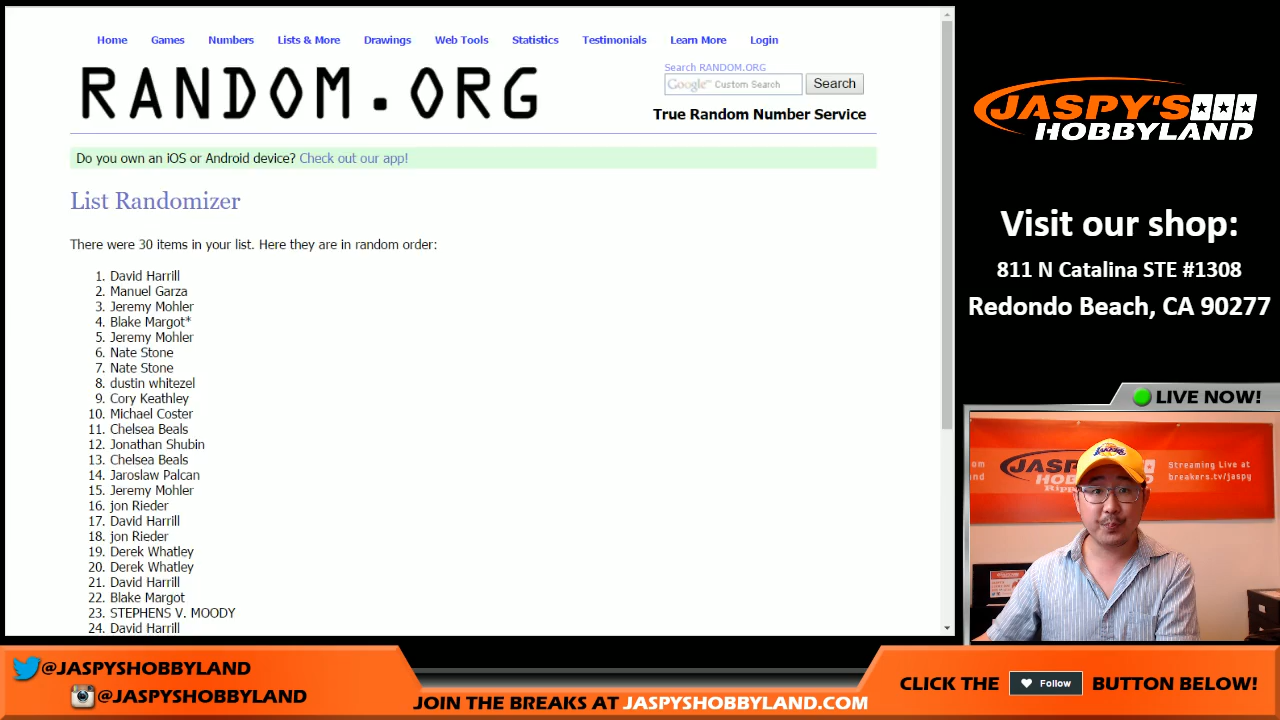 Home Games Numbers Lists & More Drawings Web Tools Statistics Testimonials Learn More Login
RANDOM.ORG
Search RANDOM.ORG
Google™ Custom Search
Search
True Random Number Service
Do you own an iOS or Android device? Check out our app!
List Randomizer
There were 30 items in your list. Here they are in random order:
1. David Harrill
2. Manuel Garza
3. Jeremy Mohler
4. Blake Margot*
5. Jeremy Mohler
6. Nate Stone
7. Nate Stone
8. dustin whitezel
9. Cory Keathley
10. Michael Coster
11. Chelsea Beals
12. Jonathan Shubin
13. Chelsea Beals
14. Jaroslaw Palcan
15. Jeremy Mohler
16. jon Rieder
17. David Harrill
18. jon Rieder
19. Derek Whatley
20. Derek Whatley
21. David Harrill
22. Blake Margot
23. STEPHENS V. MOODY
24. David Harrill
JASPY'S
HOBBYLAND
Visit our shop:
811 N Catalina STE #1308
Redondo Beach, CA 90277
LIVE NOW!
Streaming Live at
breakers.tv/jaspy
@JASPYSHOBBYLAND
@JASPYSHOBBYLAND
JOIN THE BREAKS AT JASPYSHOBBYLAND.COM
CLICK THE Follow BUTTON BELOW!